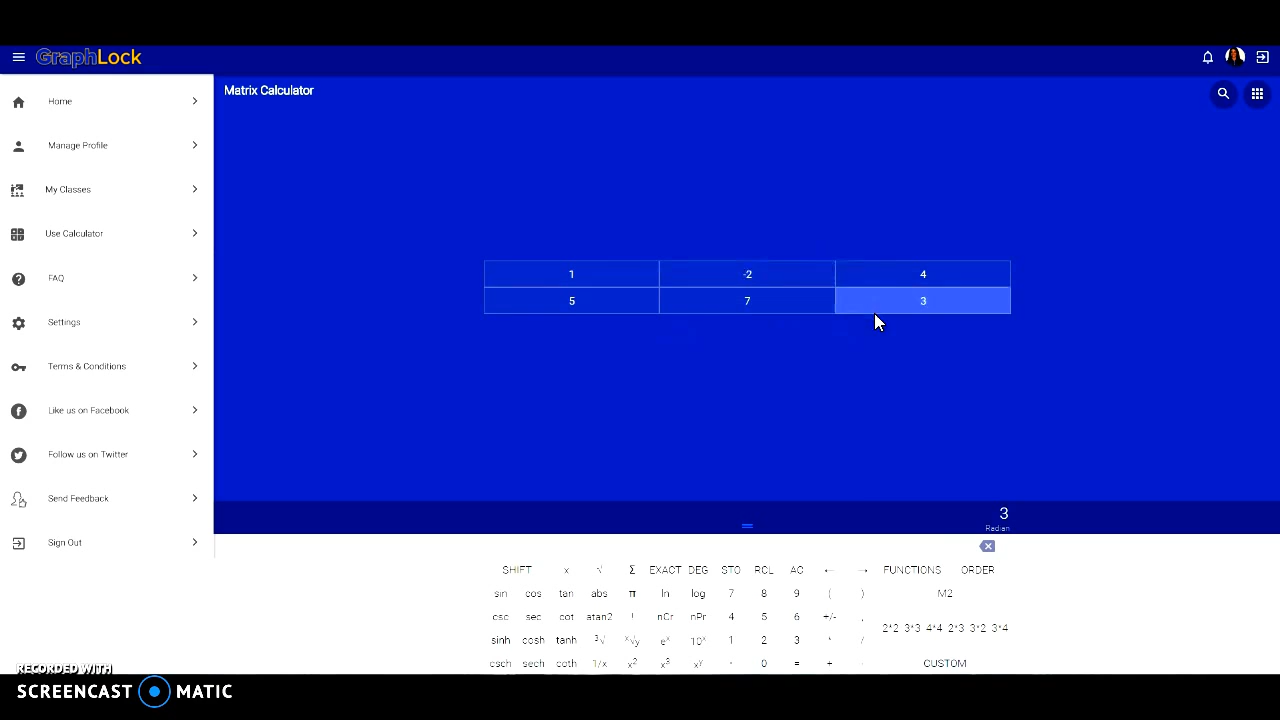 GraphLock
Matrix Calculator
Home
Manage Profile
My Classes
Use Calculator
FAQ
Settings
Terms & Conditions
Like us on Facebook
Follow us on Twitter
Send Feedback
Sign Out
1 -2 4
5 7 3
3
Radian
SHIFT x √ Σ EXACT DEG STO RCL AC ← → FUNCTIONS ORDER
sin cos tan abs π ln log 7 8 9 ( ) M2
csc sec cot atan2 ! nCr nPr 4 5 6 +/- ,
2*2 3*3 4*4 2*3 3*2 3*4
sinh cosh tanh ³√ ˣ√y eˣ 10ˣ 1 2 3 * /
csch sech coth 1/x x² x³ xʸ . 0 = + - CUSTOM
RECORDED WITH
SCREENCAST MATIC